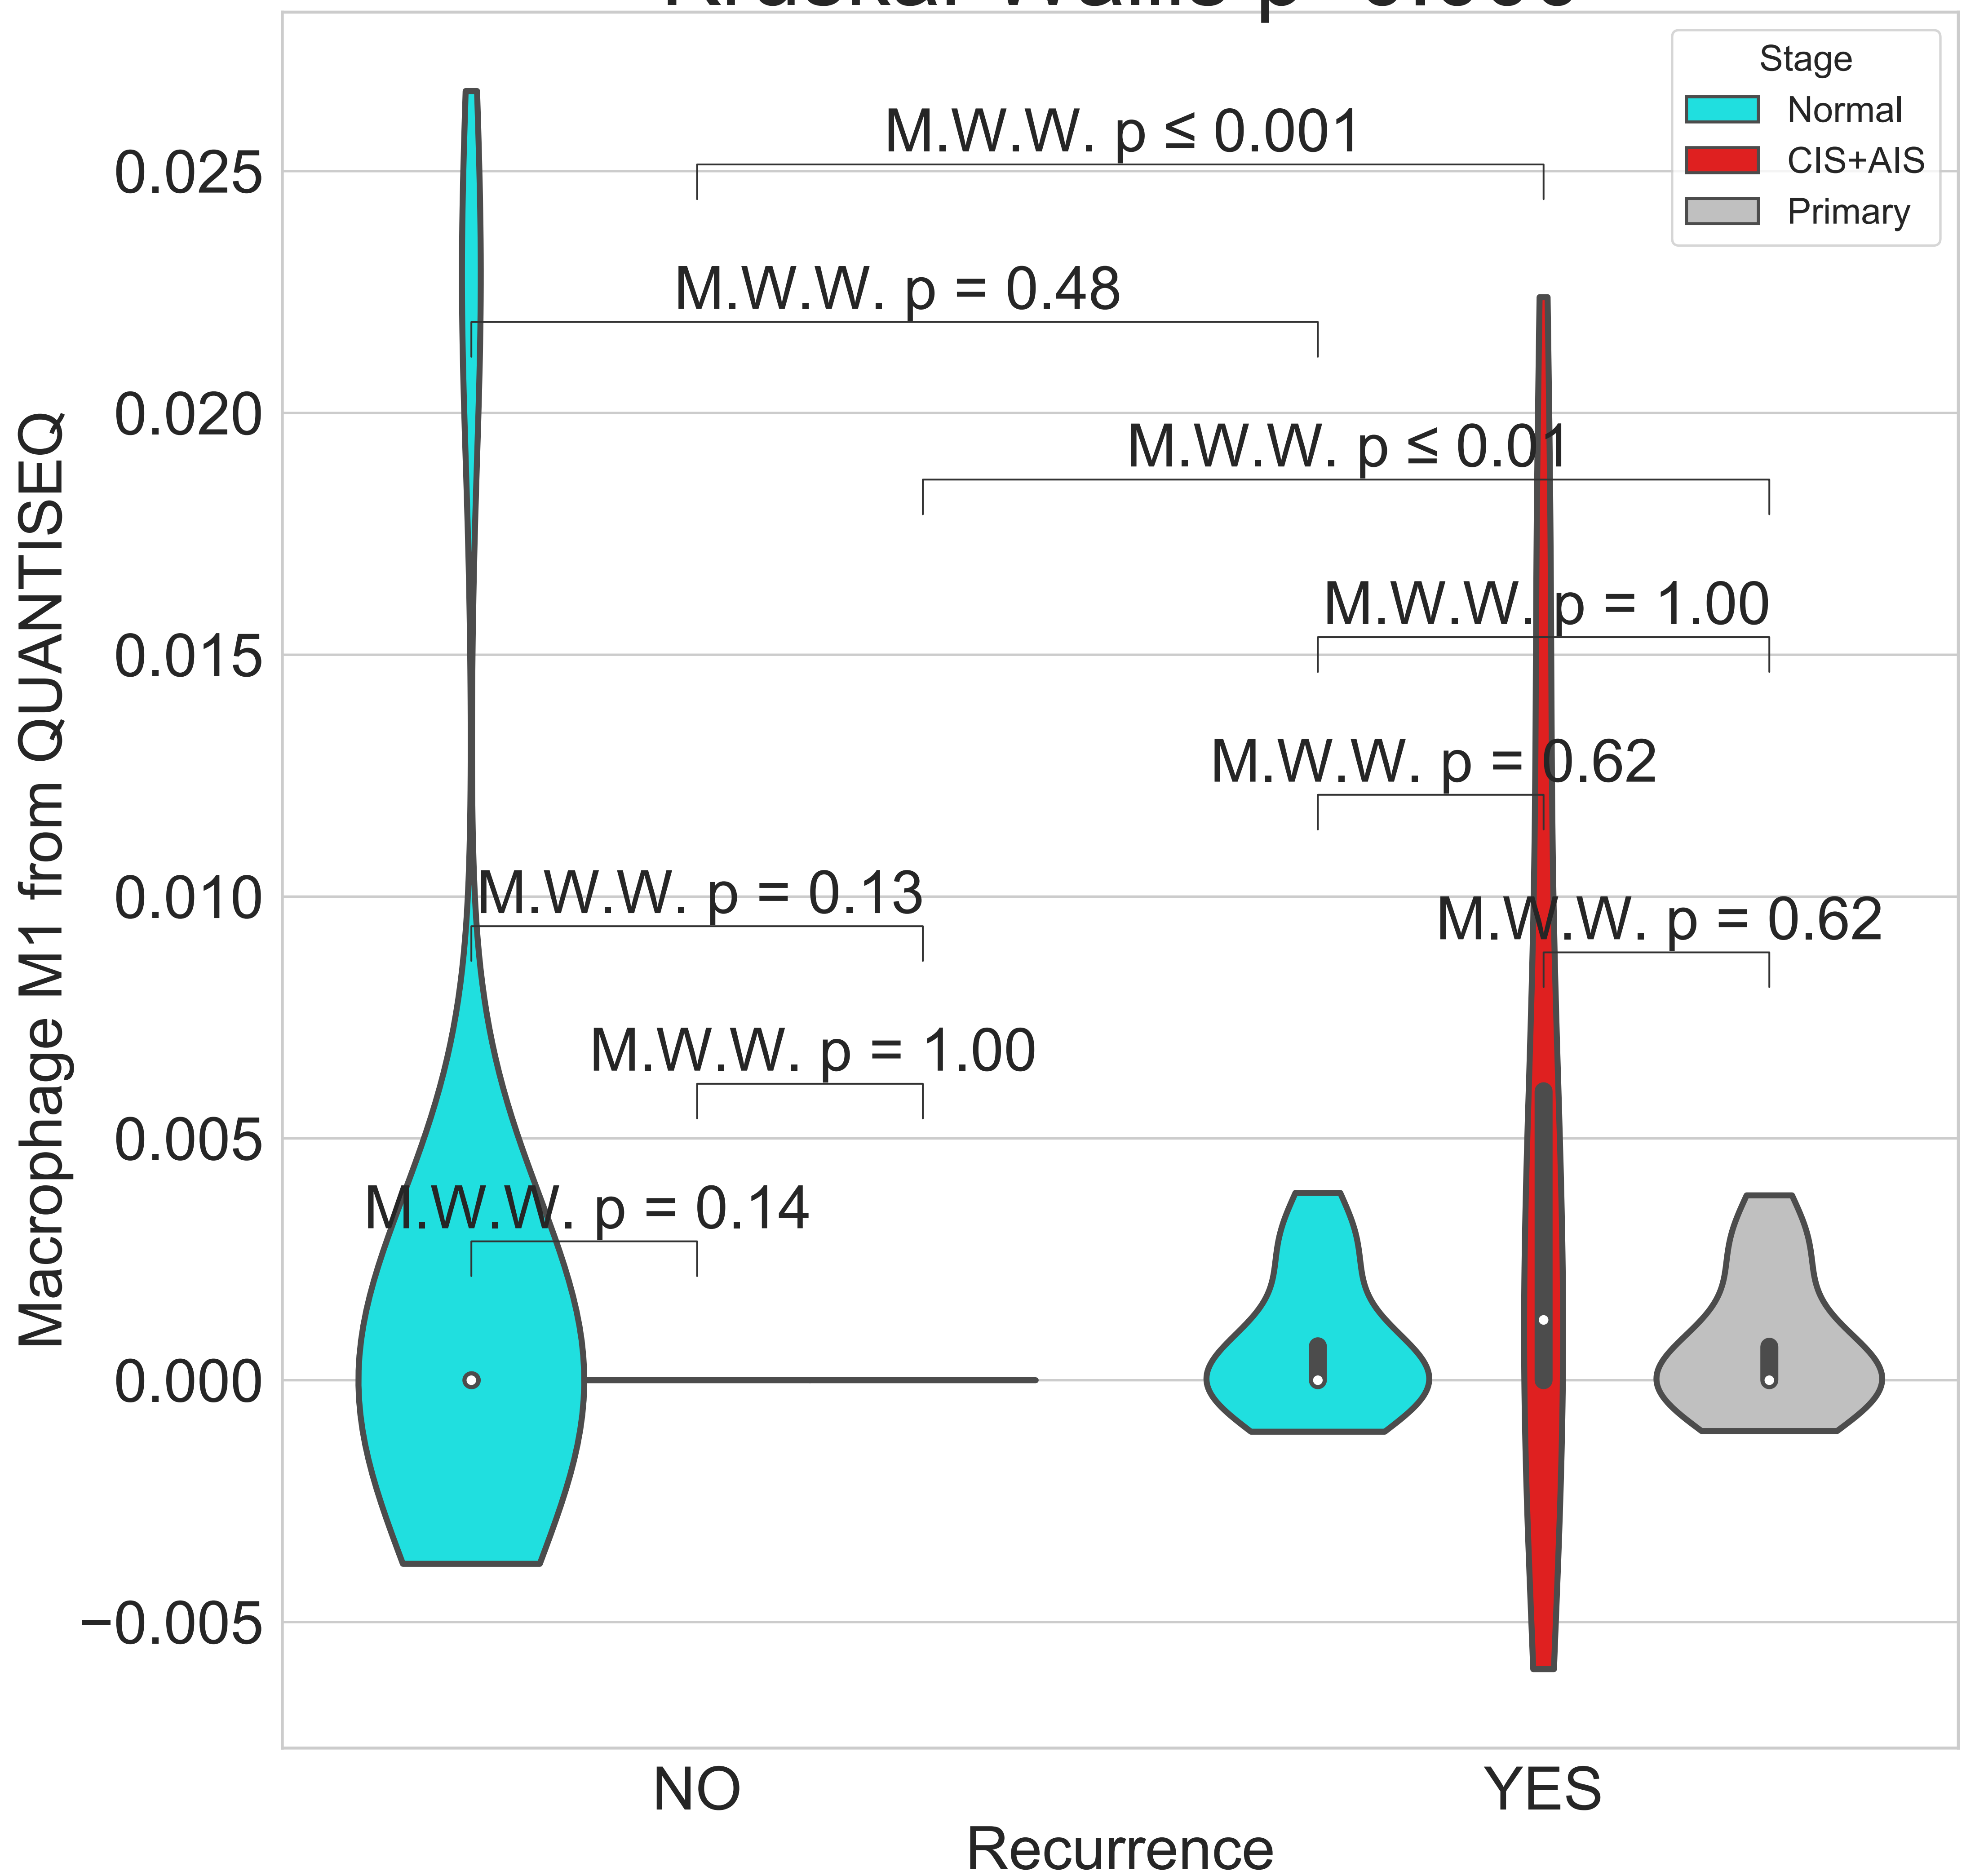 Stage
Normal
CIS+AIS
Primary
M.W.W. p ≤ 0.001
M.W.W. p = 0.48
M.W.W. p ≤ 0.01
M.W.W. p = 1.00
M.W.W. p = 0.62
M.W.W. p = 0.13
M.W.W. p = 0.62
M.W.W. p = 1.00
M.W.W. p = 0.14
Macrophage M1 from QUANTISEQ
0.025
0.020
0.015
0.010
0.005
0.000
−0.005
NO
YES
Recurrence